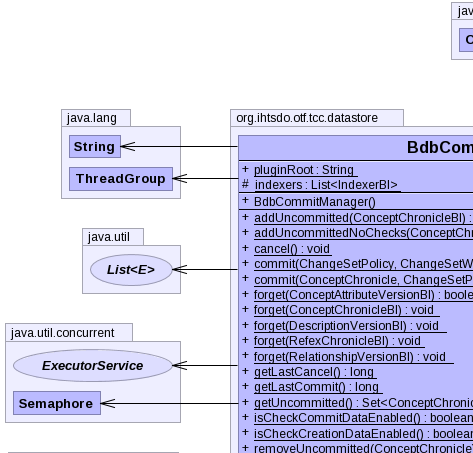 jav
C
java.lang
String
ThreadGroup
java.util
List<E>
java.util.concurrent
ExecutorService
Semaphore
org.ihtsdo.otf.tcc.datastore
BdbCom
+ pluginRoot : String
# indexers : List<IndexerBI>
+ BdbCommitManager()
+ addUncommitted(ConceptChronicleBI) :
+ addUncommittedNoChecks(ConceptChr
+ cancel() : void
+ commit(ChangeSetPolicy, ChangeSetW
+ commit(ConceptChronicle, ChangeSetP
+ forget(ConceptAttributeVersionBI) : boole
+ forget(ConceptChronicleBI) : void
+ forget(DescriptionVersionBI) : void
+ forget(RefexChronicleBI) : void
+ forget(RelationshipVersionBI) : void
+ getLastCancel() : long
+ getLastCommit() : long
+ getUncommitted() : Set<ConceptChronic
+ isCheckCommitDataEnabled() : boolean
+ isCheckCreationDataEnabled() : boolean
+ removeUncommitted(ConceptChronicle